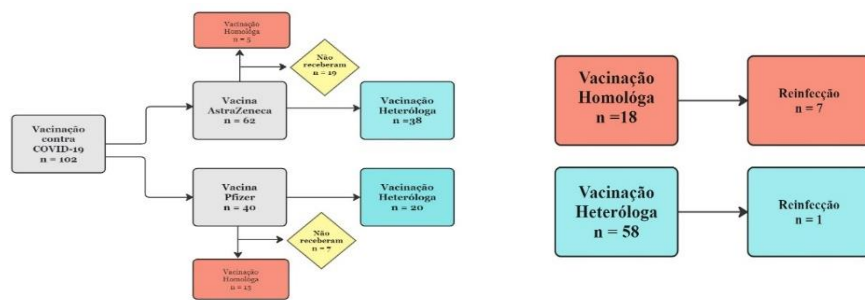 Vacinação
Homológa
n = 5
Não
receberam
n = 19
Vacina
AstraZeneca
n = 62
Vacinação
Heteróloga
n =38
Vacinação
contra
COVID-19
n = 102
Vacina
Pfizer
n = 40
Vacinação
Heteróloga
n = 20
Não
receberam
n = 7
Vacinação
Homológa
n = 13
Vacinação
Homológa
n =18
Reinfecção
n = 7
Vacinação
Heteróloga
n = 58
Reinfecção
n = 1